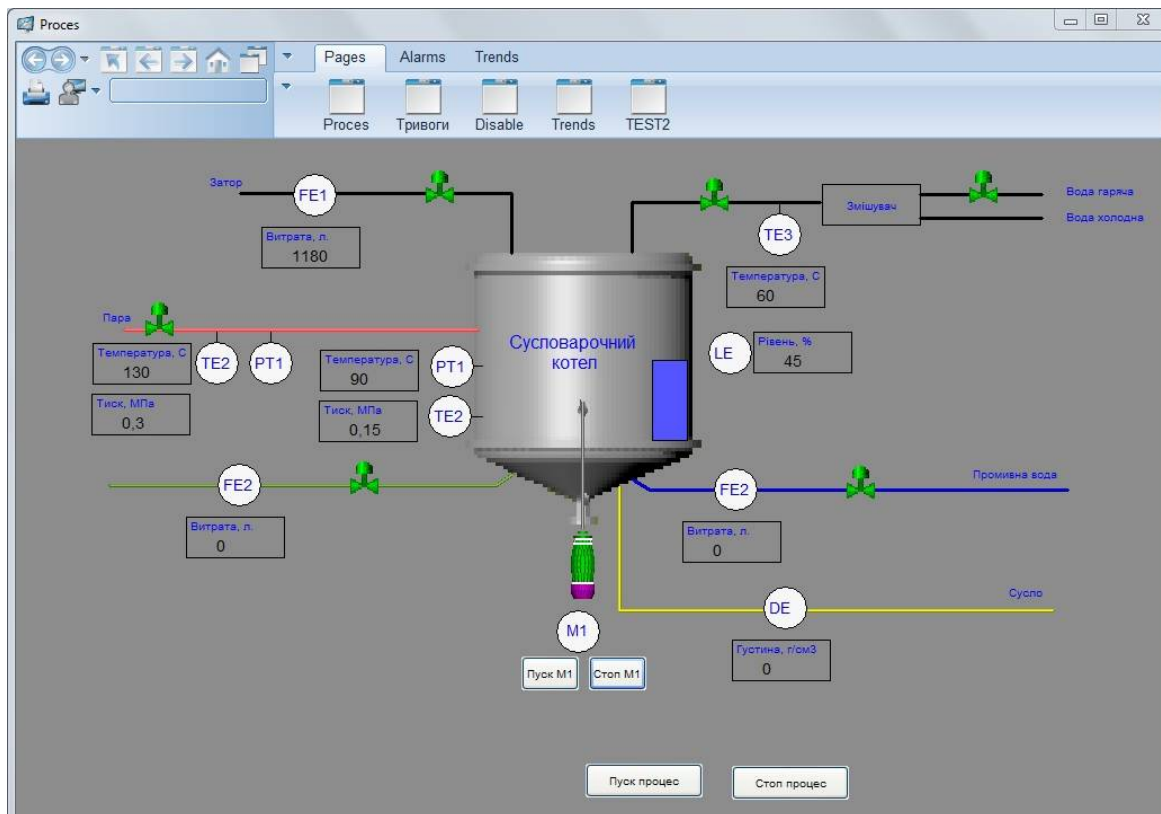 Proces
Pages Alarms Trends
Proces Тривоги Disable Trends TEST2
Затор
FE1
Витрата, л.
1180
TE3
Змішувач
Вода гаряча
Вода холодна
Температура, С
60
Пара
Температура, С
130
TE2
PT1
Тиск, МПа
0,3
Температура, С
90
PT1
Тиск, МПа
0,15
TE2
Сусловарочний
котел
LE
Рівень, %
45
FE2
Витрата, л.
0
FE2
Промивна вода
Витрата, л.
0
DE
Сусло
Густина, г/см3
0
M1
Пуск М1
Стоп М1
Пуск процес
Стоп процес